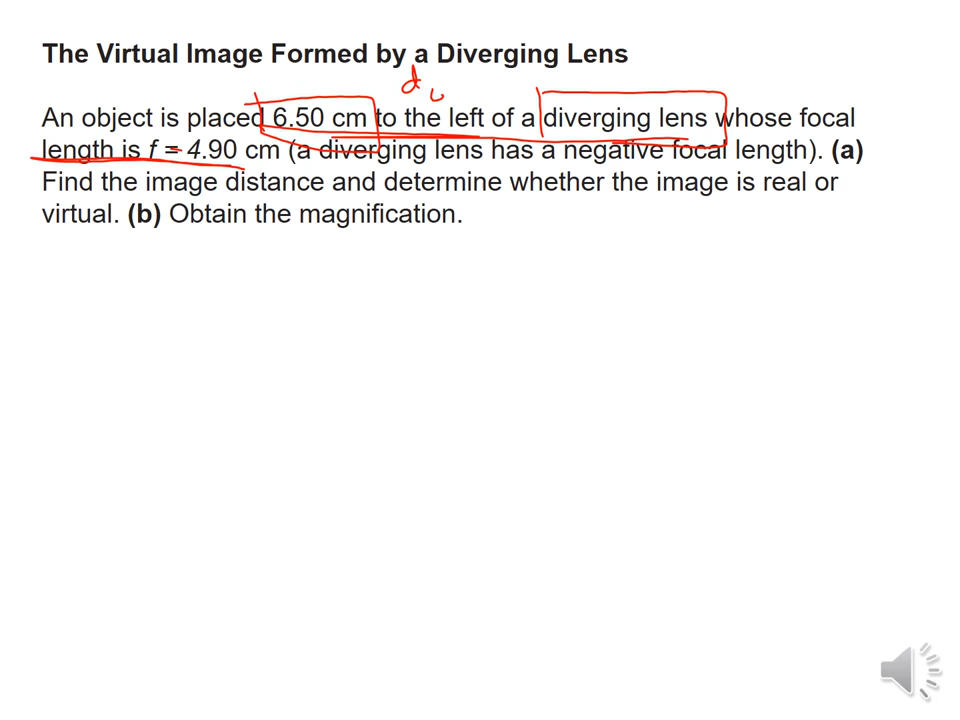 The Virtual Image Formed by a Diverging Lens
An object is placed 6.50 cm to the left of a diverging lens whose focal
length is f = 4.90 cm (a diverging lens has a negative focal length). (a)
Find the image distance and determine whether the image is real or
virtual. (b) Obtain the magnification.